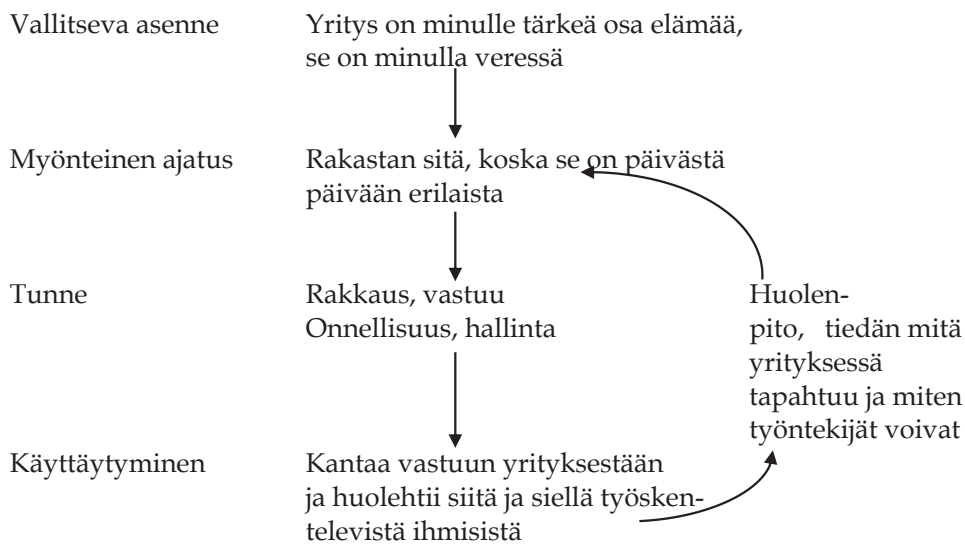 Vallitseva asenne
Yritys on minulle tärkeä osa elämää,
se on minulla veressä
Myönteinen ajatus
Rakastan sitä, koska se on päivästä
päivään erilaista
Tunne
Rakkaus, vastuu
Onnellisuus, hallinta
Huolen-
pito, tiedän mitä
yrityksessä
tapahtuu ja miten
työntekijät voivat
Käyttäytyminen
Kantaa vastuun yrityksestään
ja huolehtii siitä ja siellä työsken-
televistä ihmisistä